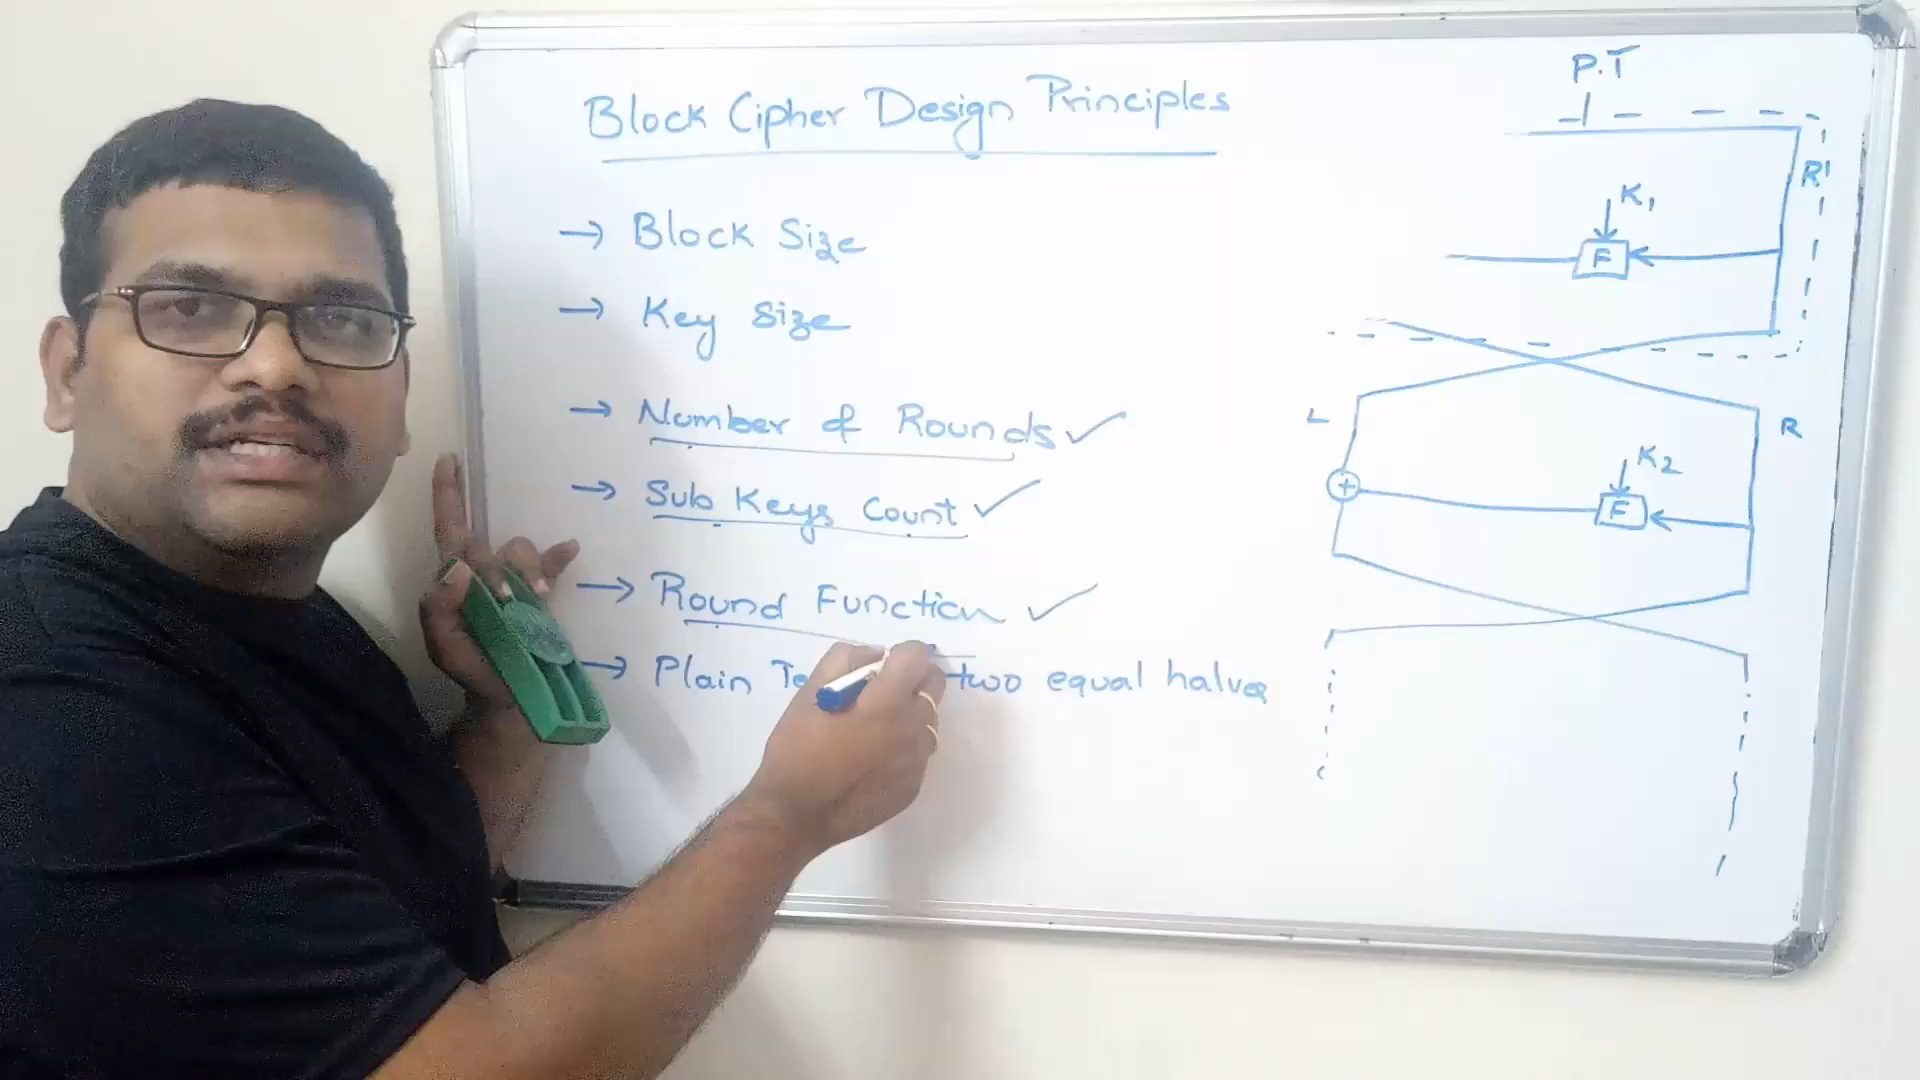 Block Cipher Design Principles
→ Block Size
→ Key Size
→ Number of Rounds ✓
→ Sub Keys Count ✓
→ Round Function ✓
→ Plain two equal halves
P.T
R
K1
F
L
R
K2
+
F